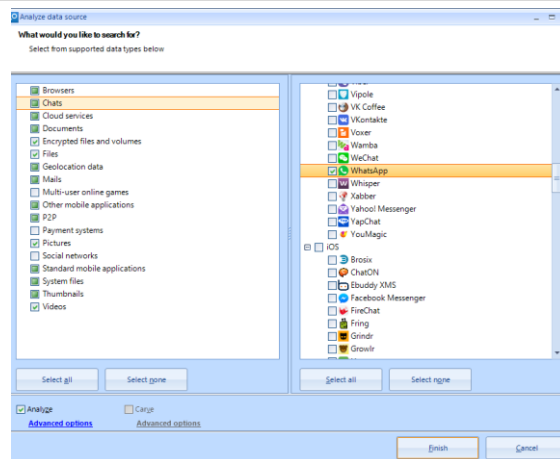 Analyze data source
What would you like to search for?
Select from supported data types below
Browsers
Chats
Cloud services
Documents
Encrypted files and volumes
Files
Geolocation data
Mails
Multi-user online games
Other mobile applications
P2P
Payment systems
Pictures
Social networks
Standard mobile applications
System files
Thumbnails
Videos
Select all
Select none
Vipole
VK Coffee
VKontakte
Voxer
Wamba
WeChat
WhatsApp
Whisper
Xabber
Yahoo! Messenger
YapChat
YouMagic
iOS
Brosix
ChatON
Ebuddy XMS
Facebook Messenger
FireChat
Fring
Grindr
Growlr
Select all
Select none
Analyze
Advanced options
Carve
Advanced options
Finish
Cancel